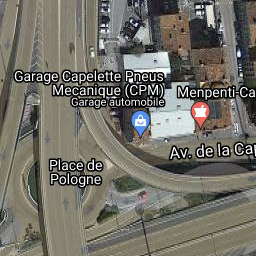 Garage Capelette Pneus
Mecanique (CPM)
Garage automobile
Menpenti-Ca
Av. de la Cap
Place de
Pologne